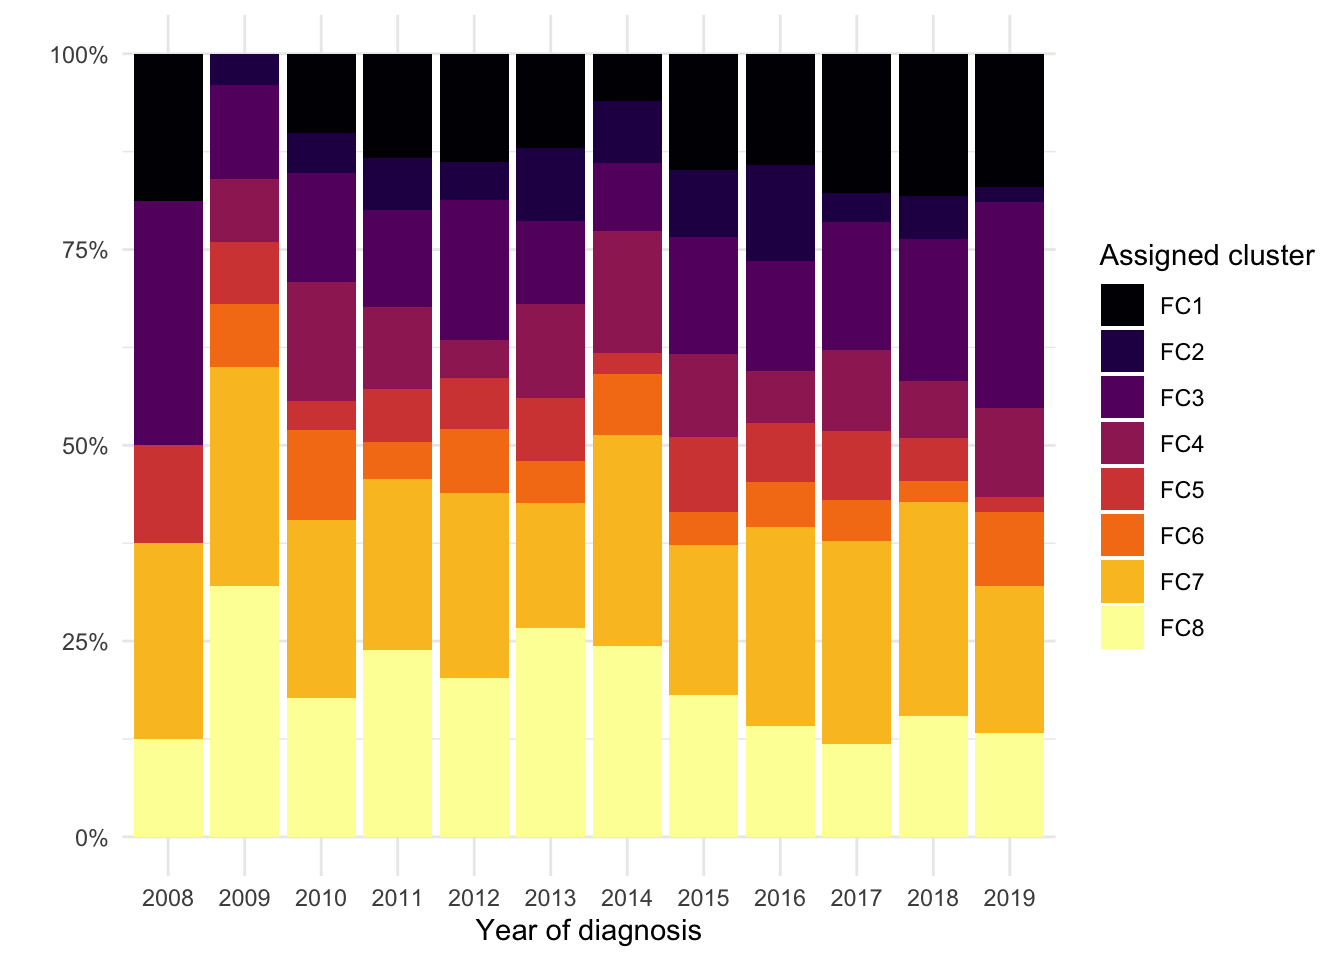 100%
75%
50%
25%
0%
2008 2009 2010 2011 2012 2013 2014 2015 2016 2017 2018 2019
Year of diagnosis
Assigned cluster
FC1
FC2
FC3
FC4
FC5
FC6
FC7
FC8